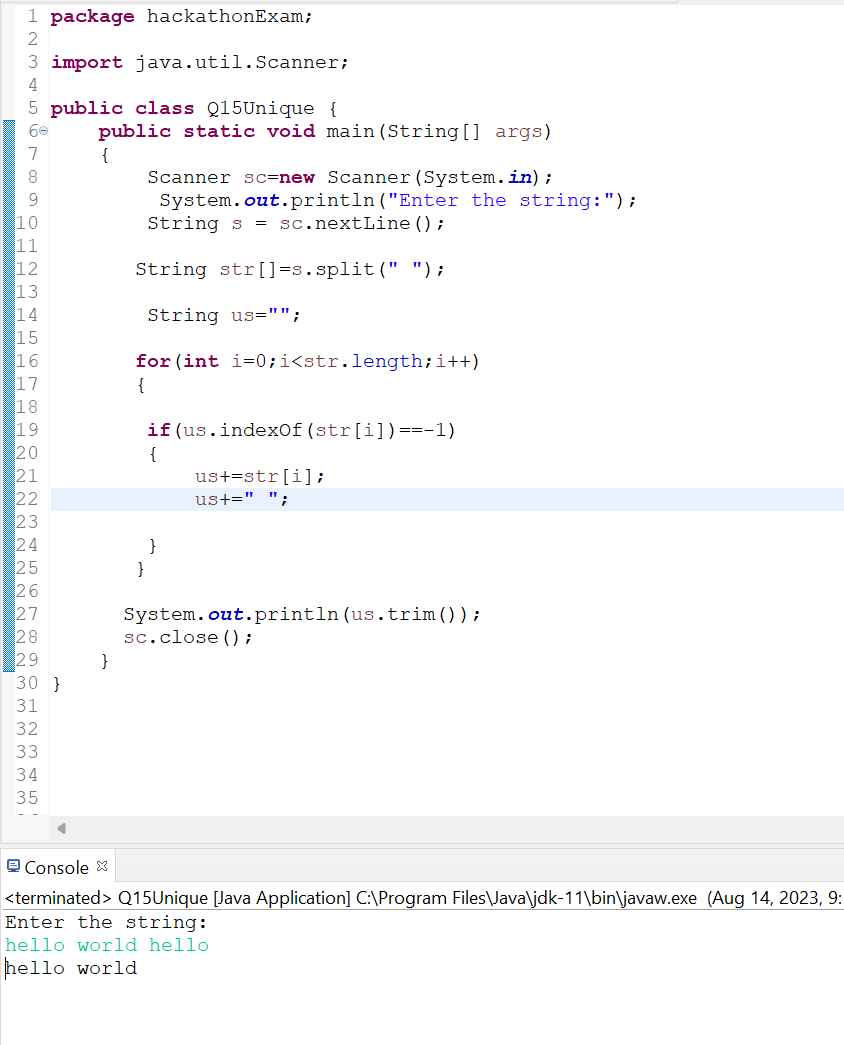 1 package hackathonExam;
2
3 import java.util.Scanner;
4
5 public class Q15Unique {
6 public static void main(String[] args)
7 {
8 Scanner sc=new Scanner(System.in);
9 System.out.println("Enter the string:");
10 String s = sc.nextLine();
11
12 String str[]=s.split(" ");
13
14 String us="";
15
16 for(int i=0;i<str.length;i++)
17 {
18
19 if(us.indexOf(str[i])==-1)
20 {
21 us+=str[i];
22 us+=" ";
23
24 }
25 }
26
27 System.out.println(us.trim());
28 sc.close();
29 }
30 }
31
32
33
34
35
Console
<terminated> Q15Unique [Java Application] C:\Program Files\Java\jdk-11\bin\javaw.exe (Aug 14, 2023, 9:
Enter the string:
hello world hello
hello world